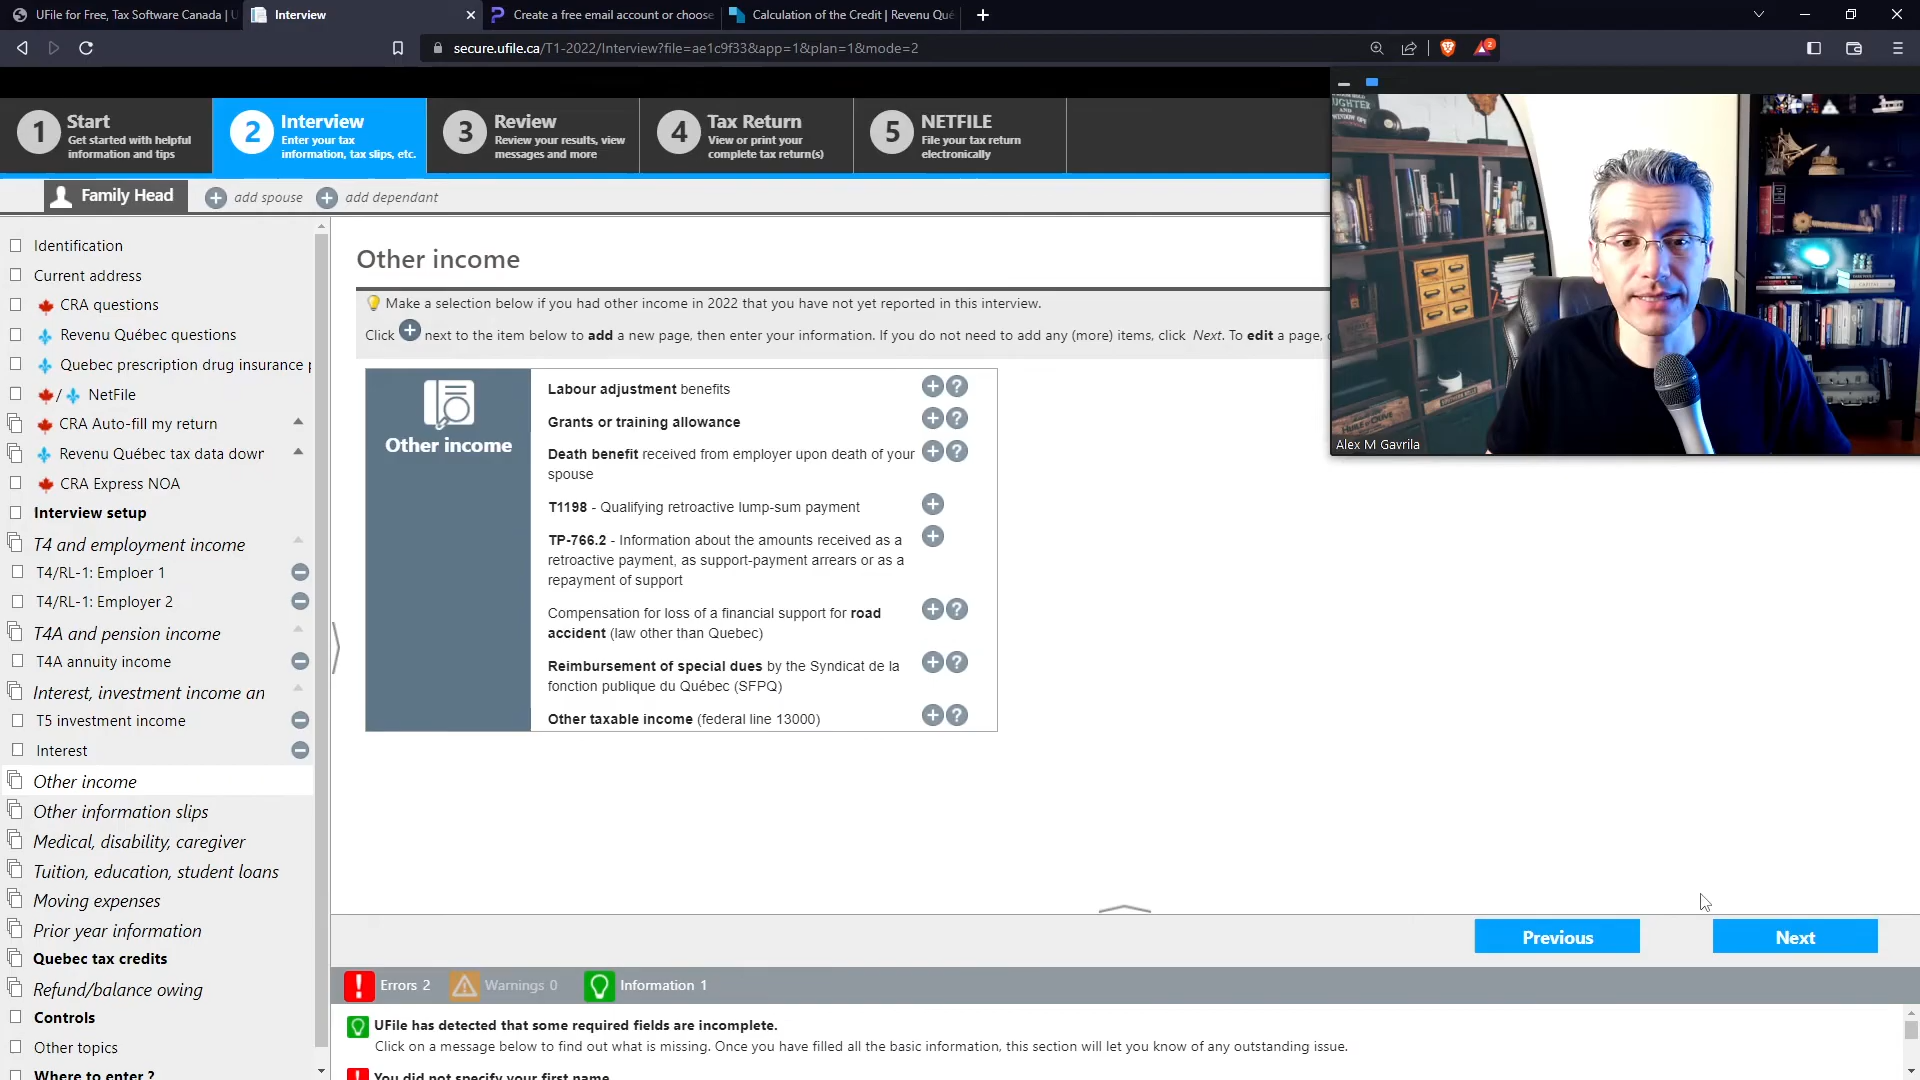 UFile for Free, Tax Software Canada | U
Interview
Create a free email account or choose
Calculation of the Credit | Revenu Qué
secure.ufile.ca/T1-2022/Interview?file=ae1c9f33&app=1&plan=1&mode=2
2
1 Start
Get started with helpful
information and tips
2 Interview
Enter your tax
information, tax slips, etc.
3 Review
Review your results, view
messages and more
4 Tax Return
View or print your
complete tax return(s)
5 NETFILE
File your tax return
electronically
Family Head
add spouse
add dependant
Identification
Current address
CRA questions
Revenu Québec questions
Quebec prescription drug insurance
/ NetFile
CRA Auto-fill my return
Revenu Québec tax data down
CRA Express NOA
Interview setup
T4 and employment income
T4/RL-1: Emploer 1
T4/RL-1: Employer 2
T4A and pension income
T4A annuity income
Interest, investment income an
T5 investment income
Interest
Other income
Other information slips
Medical, disability, caregiver
Tuition, education, student loans
Moving expenses
Prior year information
Quebec tax credits
Refund/balance owing
Controls
Other topics
Where to enter ?
Other income
Make a selection below if you had other income in 2022 that you have not yet reported in this interview.
Click + next to the item below to add a new page, then enter your information. If you do not need to add any (more) items, click Next. To edit a page,
Other income
Labour adjustment benefits
Grants or training allowance
Death benefit received from employer upon death of your
spouse
T1198 - Qualifying retroactive lump-sum payment
TP-766.2 - Information about the amounts received as a
retroactive payment, as support-payment arrears or as a
repayment of support
Compensation for loss of a financial support for road
accident (law other than Quebec)
Reimbursement of special dues by the Syndicat de la
fonction publique du Québec (SFPQ)
Other taxable income (federal line 13000)
Alex M Gavrila
Previous
Next
Errors 2
Warnings 0
Information 1
UFile has detected that some required fields are incomplete.
Click on a message below to find out what is missing. Once you have filled all the basic information, this section will let you know of any outstanding issue.
You did not specify your first name